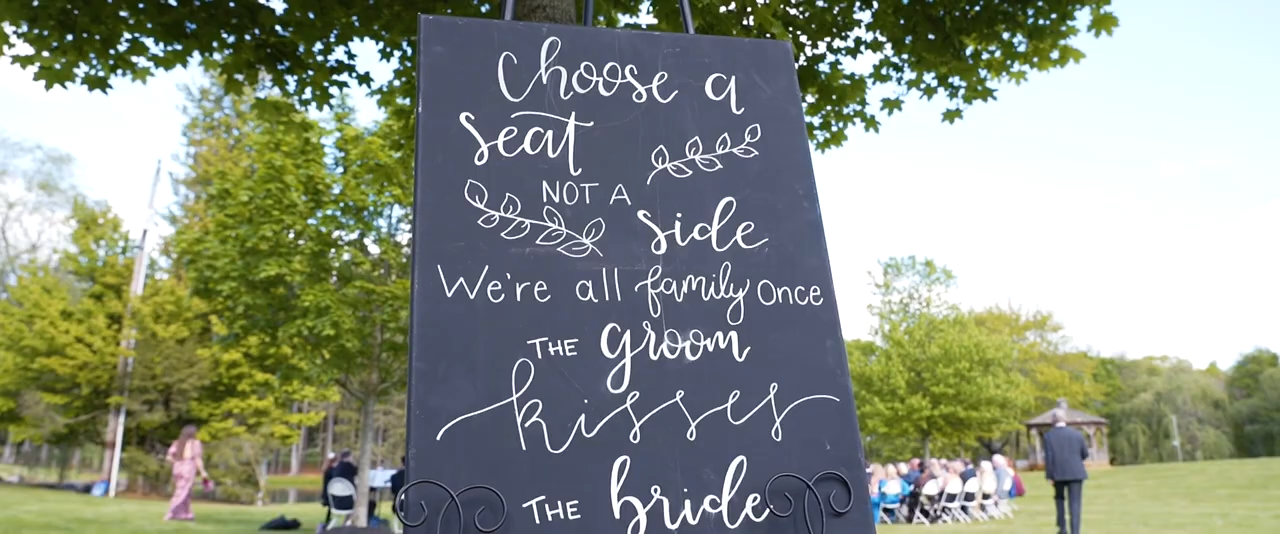 Choose a
seat
NOT A
side
We're all family Once
THE groom
kisses
THE bride